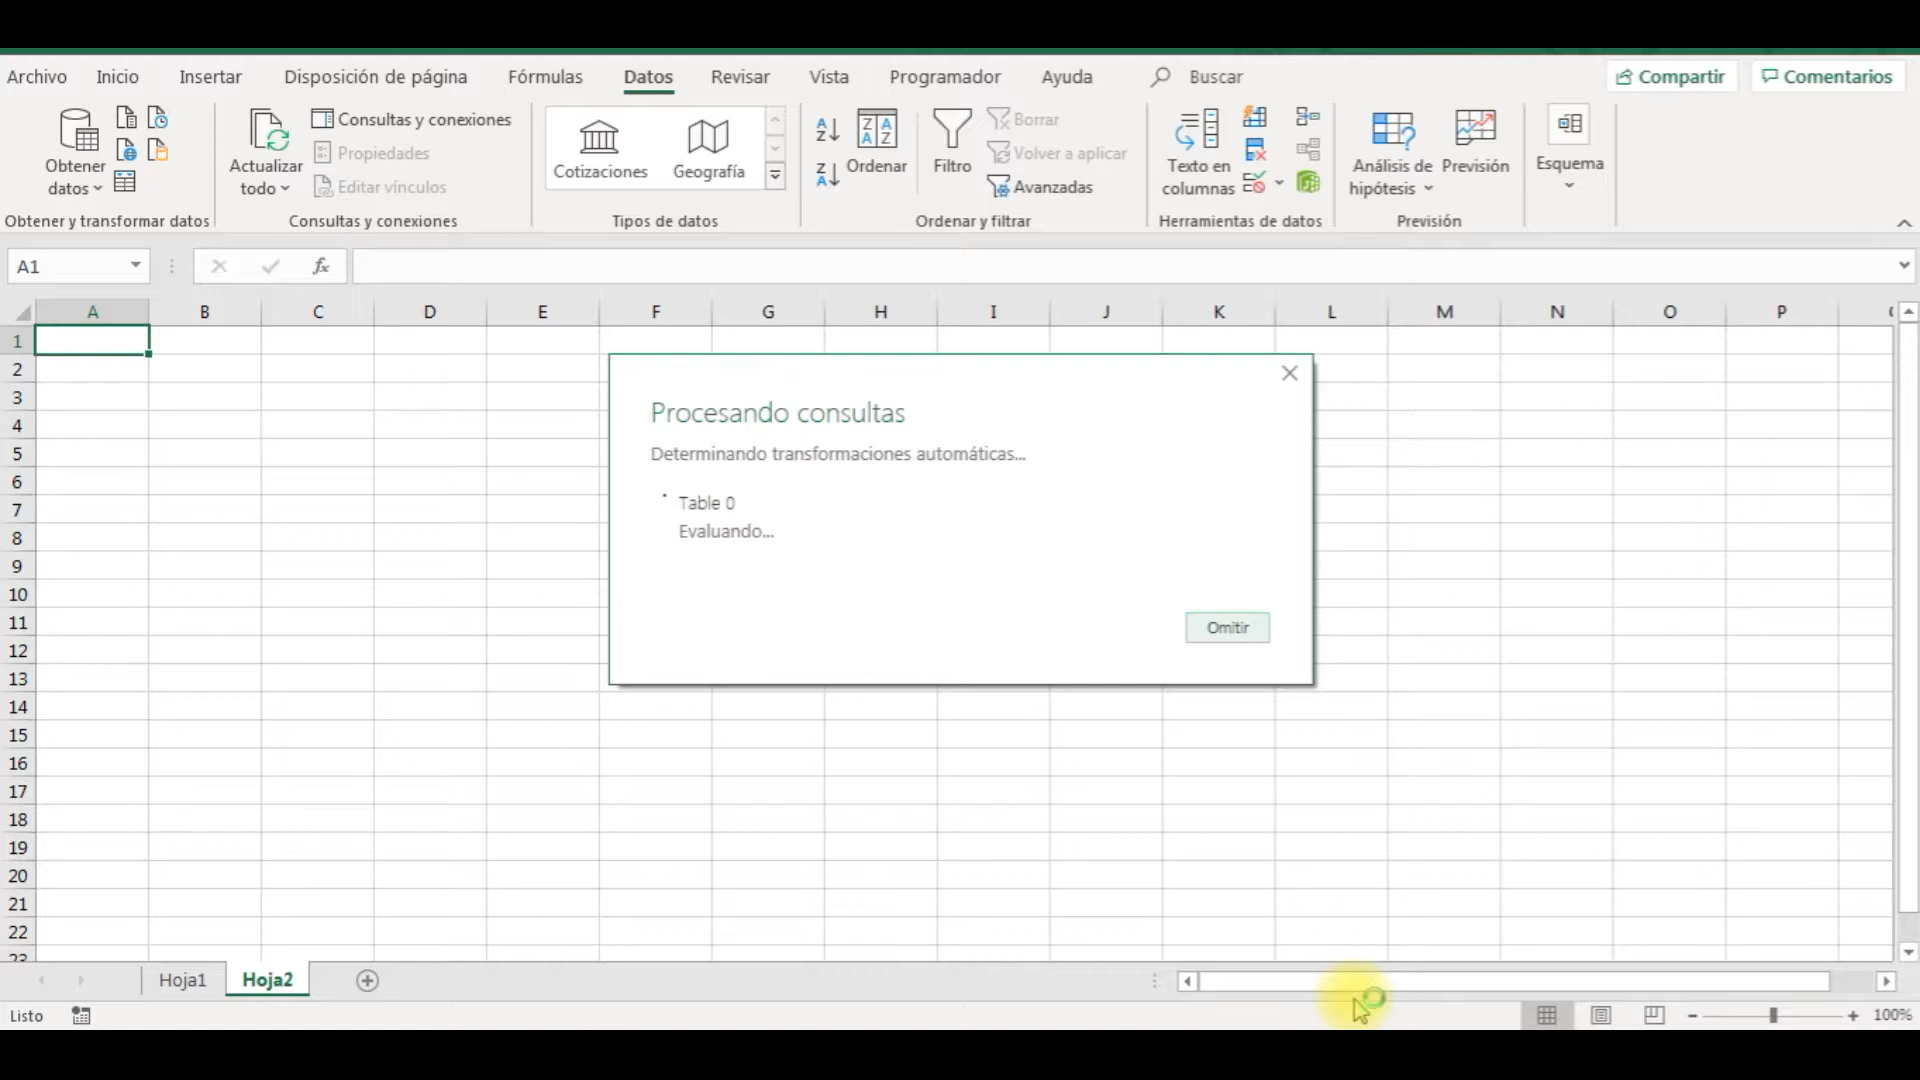 Archivo Inicio Insertar Disposición de página Fórmulas Datos Revisar Vista Programador Ayuda Buscar Compartir Comentarios
Obtener datos
Actualizar todo
Consultas y conexiones
Propiedades
Editar vínculos
Cotizaciones
Geografía
Ordenar
Filtro
Borrar
Volver a aplicar
Avanzadas
Texto en columnas
Análisis de hipótesis
Previsión
Esquema
Obtener y transformar datos Consultas y conexiones Tipos de datos Ordenar y filtrar Herramientas de datos Previsión
A1 fx
A B C D E F G H I J K L M N O P
1
2
3
4
5
6
7
8
9
10
11
12
13
14
15
16
17
18
19
20
21
22
23
Procesando consultas
Determinando transformaciones automáticas...
Table 0
Evaluando...
Omitir
Hoja1 Hoja2
Listo 100%